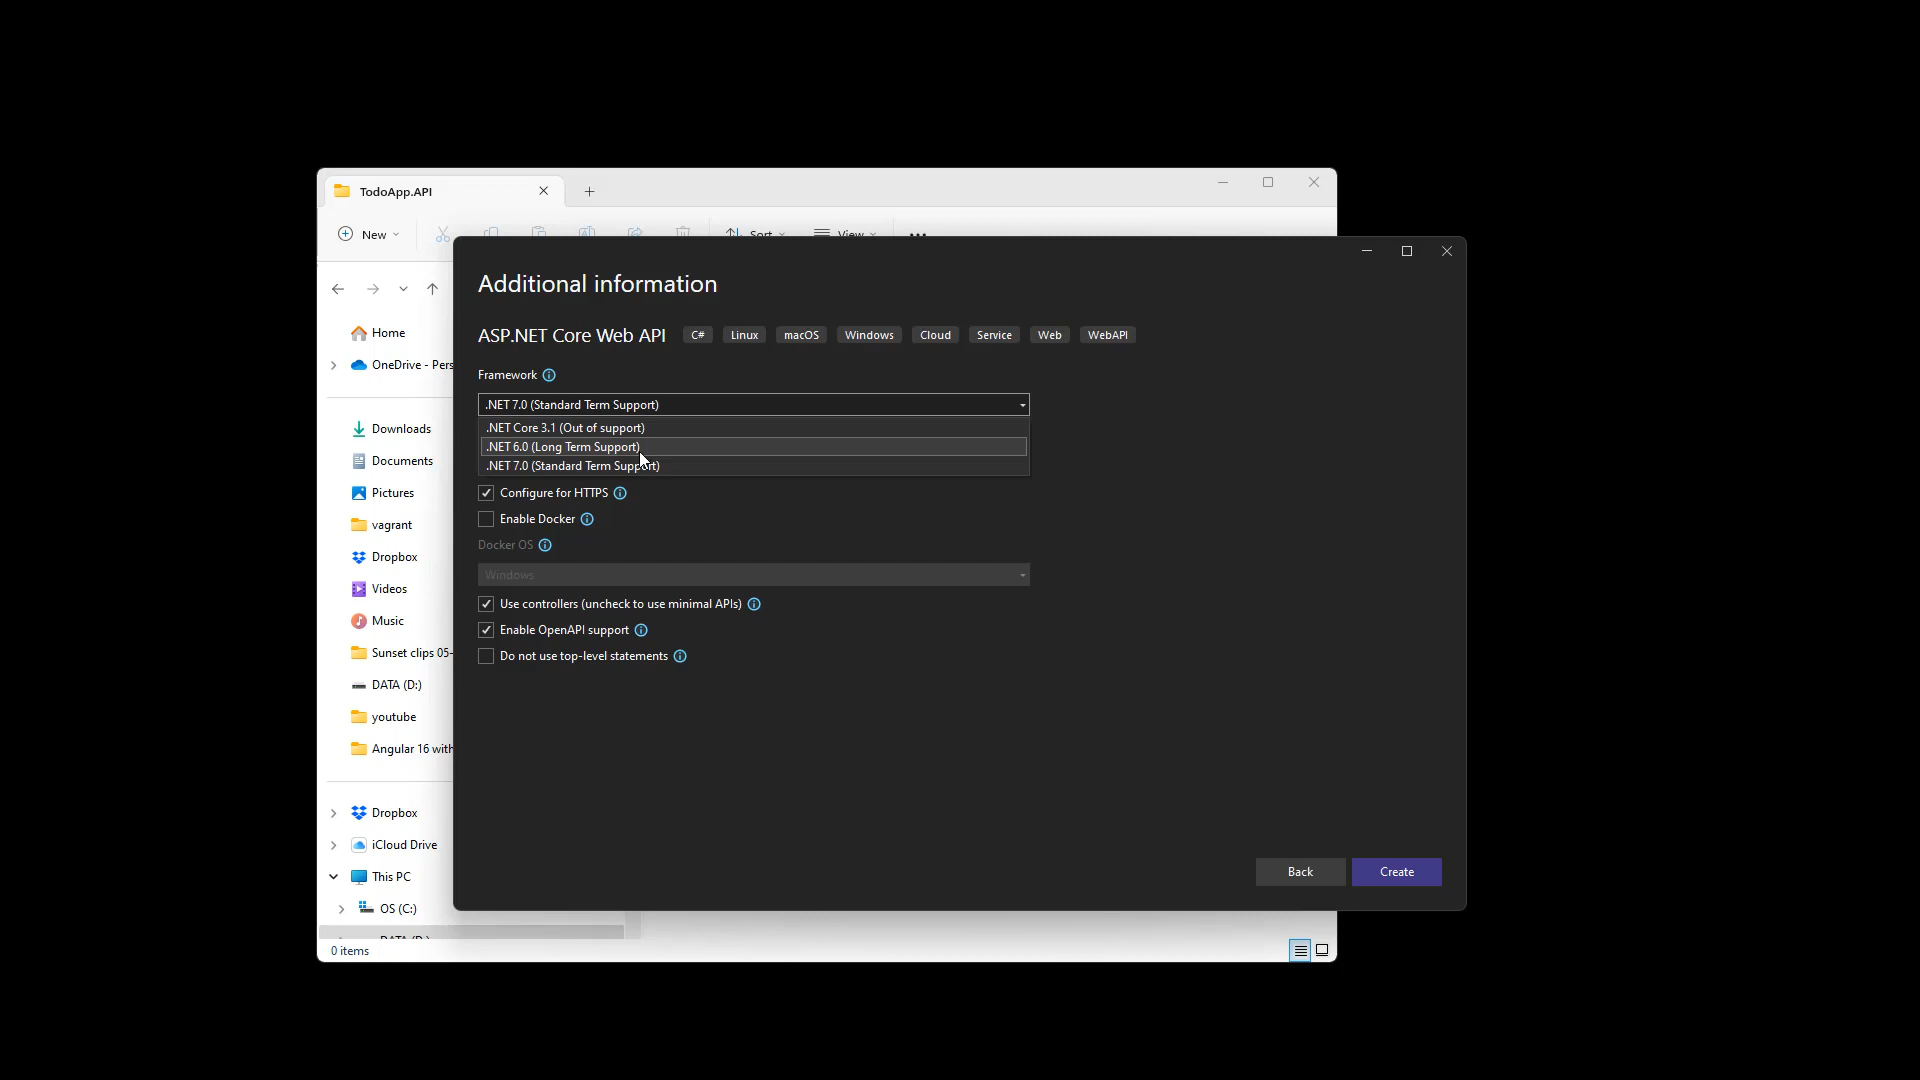 TodoApp.API
New
Sort
View
Home
OneDrive - Pers
Downloads
Documents
Pictures
vagrant
Dropbox
Videos
Music
Sunset clips 05-
DATA (D:)
youtube
Angular 16 with
Dropbox
iCloud Drive
This PC
OS (C:)
DATA (D:)
0 items
Additional information
ASP.NET Core Web API C# Linux macOS Windows Cloud Service Web WebAPI
Framework
.NET 7.0 (Standard Term Support)
.NET Core 3.1 (Out of support)
.NET 6.0 (Long Term Support)
.NET 7.0 (Standard Term Support)
Configure for HTTPS
Enable Docker
Docker OS
Windows
Use controllers (uncheck to use minimal APIs)
Enable OpenAPI support
Do not use top-level statements
Back Create